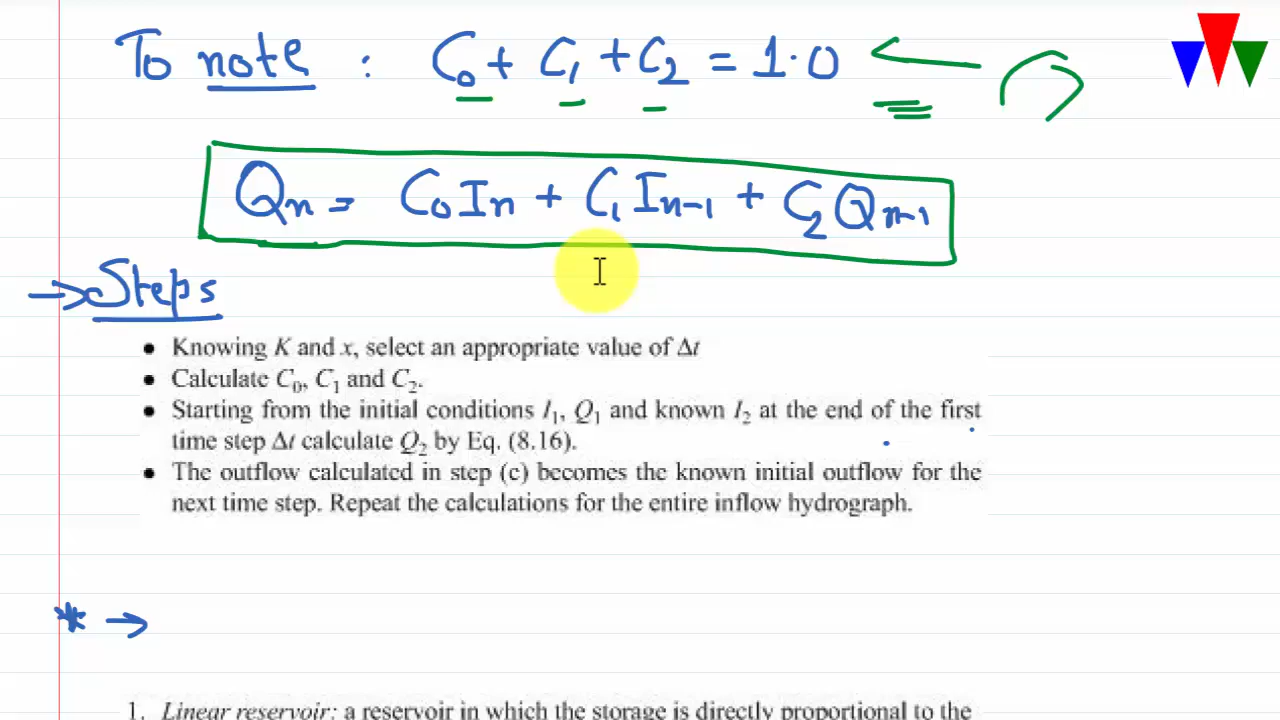 To note : C₀ + C₁ + C₂ = 1.0
Qn = C₀In + C₁In-1 + C₂Qn-1
→ Steps
• Knowing K and x, select an appropriate value of Δt
• Calculate C₀, C₁ and C₂.
• Starting from the initial conditions I₁, Q₁ and known I₂ at the end of the first
time step Δt calculate Q₂ by Eq. (8.16).
• The outflow calculated in step (c) becomes the known initial outflow for the
next time step. Repeat the calculations for the entire inflow hydrograph.
* →
1. Linear reservoir: a reservoir in which the storage is directly proportional to the